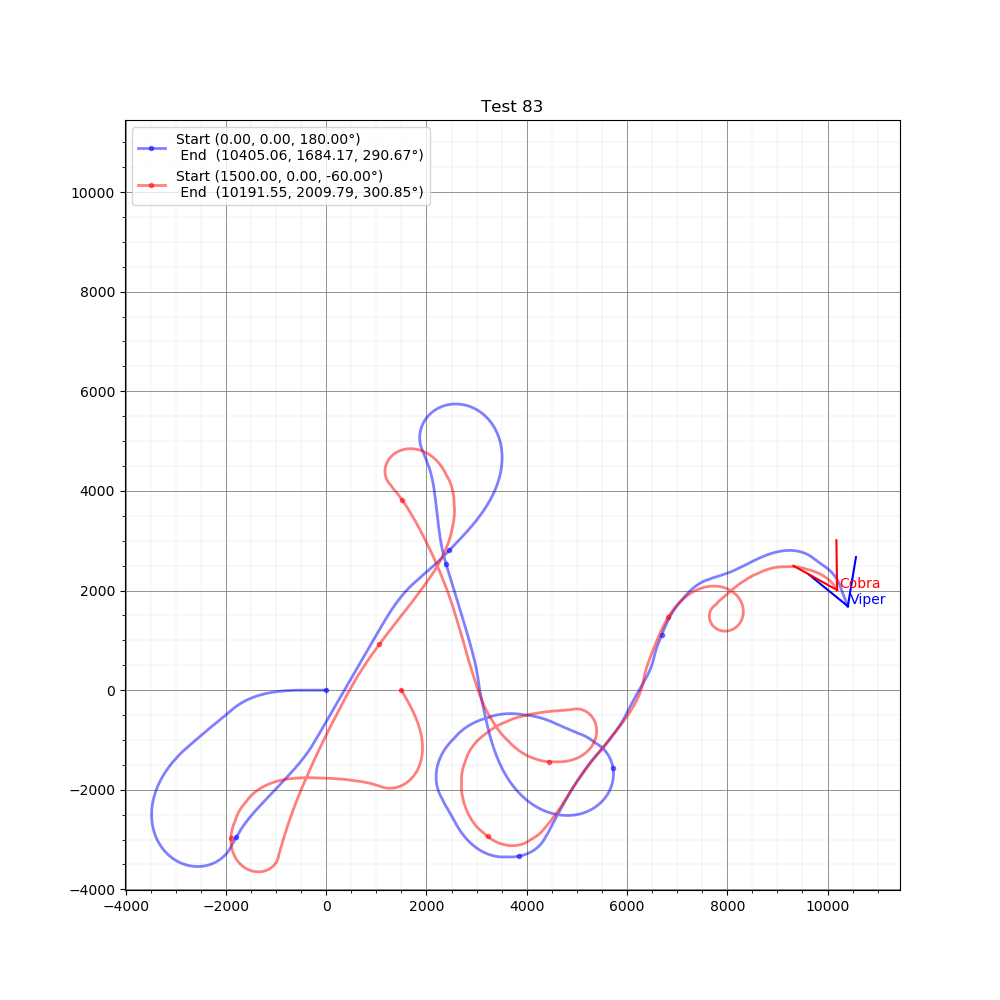 Test 83
Start (0.00, 0.00, 180.00°)
End  (10405.06, 1684.17, 290.67°)
Start (1500.00, 0.00, -60.00°)
End  (10191.55, 2009.79, 300.85°)
10000
8000
6000
4000
2000
0
−2000
−4000
Cobra
Viper
−4000 −2000 0 2000 4000 6000 8000 10000